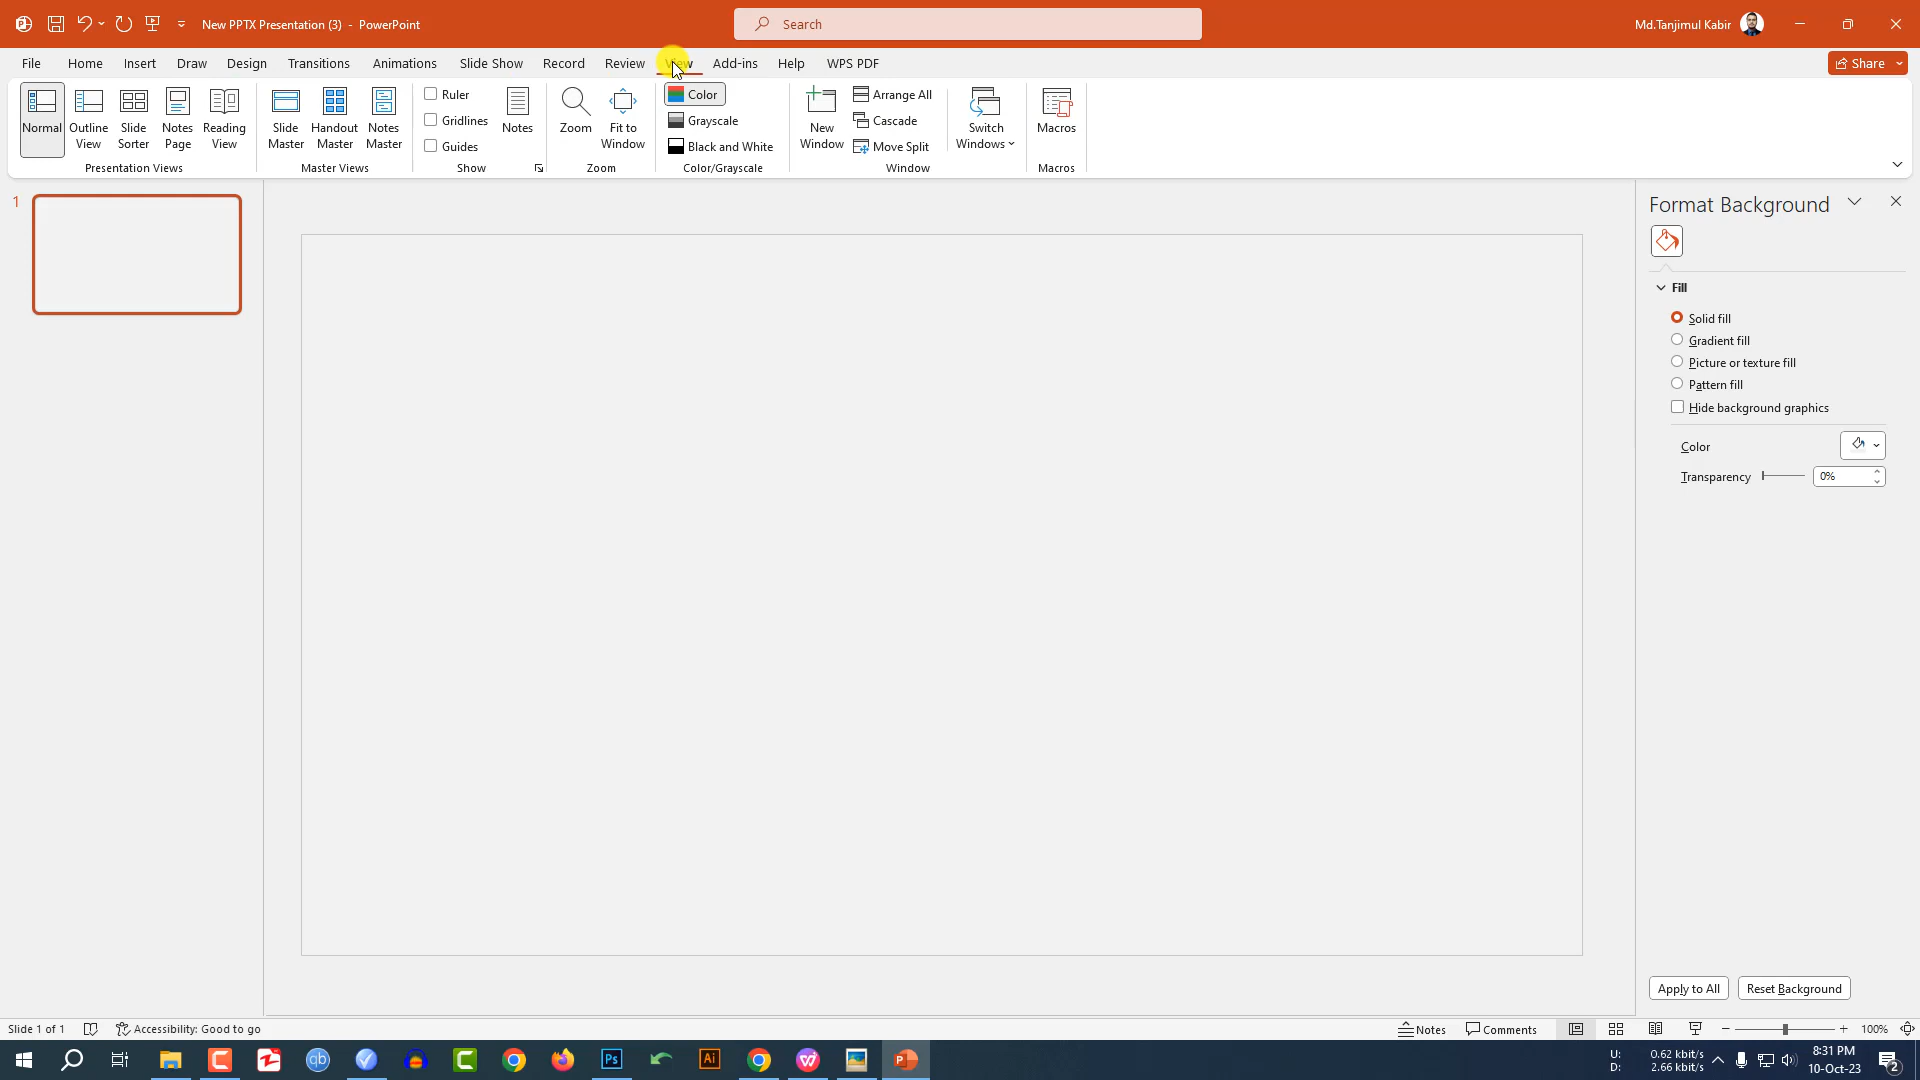 New PPTX Presentation (3) - PowerPoint
Search
Md.Tanjimul Kabir
File Home Insert Draw Design Transitions Animations Slide Show Record Review View Add-ins Help WPS PDF
Share
Normal
Outline View
Slide Sorter
Notes Page
Reading View
Presentation Views
Slide Master
Handout Master
Notes Master
Master Views
Ruler
Gridlines
Guides
Notes
Show
Zoom
Fit to Window
Zoom
Color
Grayscale
Black and White
Color/Grayscale
New Window
Arrange All
Cascade
Move Split
Switch Windows
Window
Macros
Macros
1
Format Background
Fill
Solid fill
Gradient fill
Picture or texture fill
Pattern fill
Hide background graphics
Color
Transparency 0%
Apply to All Reset Background
Slide 1 of 1 Accessibility: Good to go
Notes Comments 100%
qb
Ps
Ai
P
U: 0.62 kbit/s
D: 2.66 kbit/s
8:31 PM
10-Oct-23
2